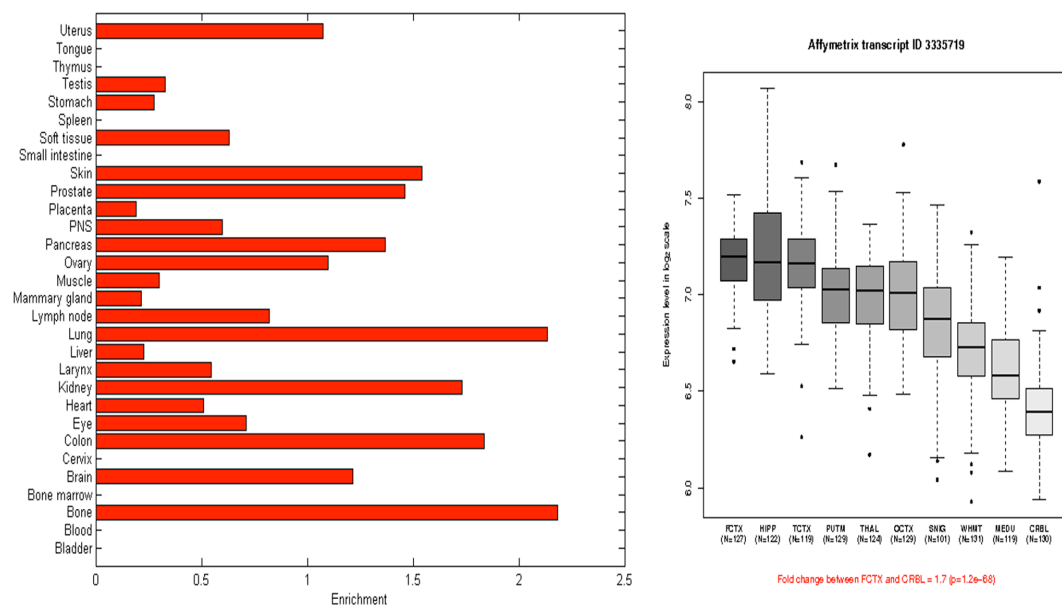 Uterus
Tongue
Thymus
Testis
Stomach
Spleen
Soft tissue
Small intestine
Skin
Prostate
Placenta
PNS
Pancreas
Ovary
Muscle
Mammary gland
Lymph node
Lung
Liver
Larynx
Kidney
Heart
Eye
Colon
Cervix
Brain
Bone marrow
Bone
Blood
Bladder
0 0.5 1 1.5 2 2.5
Enrichment
Affymetrix transcript ID 3335719
Expression level in log2 scale
8.0
7.5
7.0
6.5
6.0
FCTX HIPP TCTX PUTM THAL OCTX SNIG WHMT MEDU CRBL
(N=127) (N=122) (N=119) (N=129) (N=124) (N=129) (N=101) (N=131) (N=119) (N=130)
Fold change between FCTX and CRBL = 1.7 (p=1.2e-68)